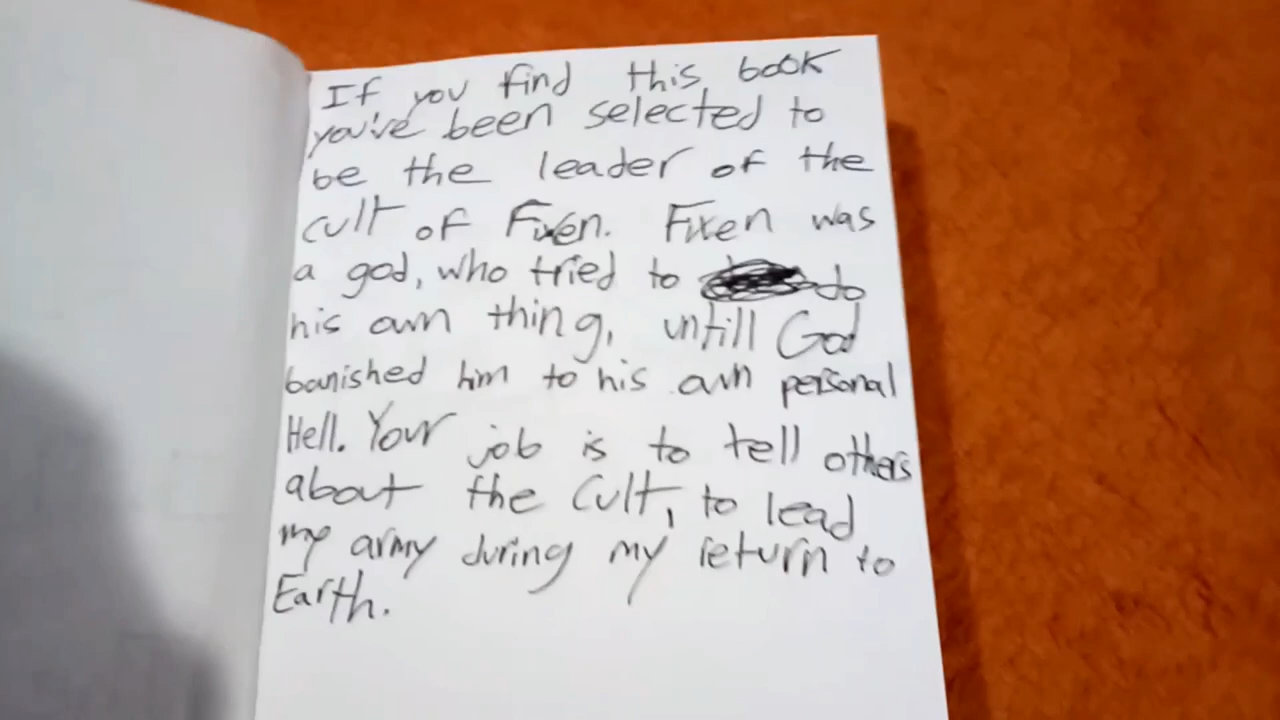 If you find this book
you've been selected to
be the leader of the
cult of Fixen. Fixen was
a god, who tried to do
his own thing, untill God
banished him to his own personal
Hell. Your job is to tell others
about the Cult, to lead
my army during my return to
Earth.